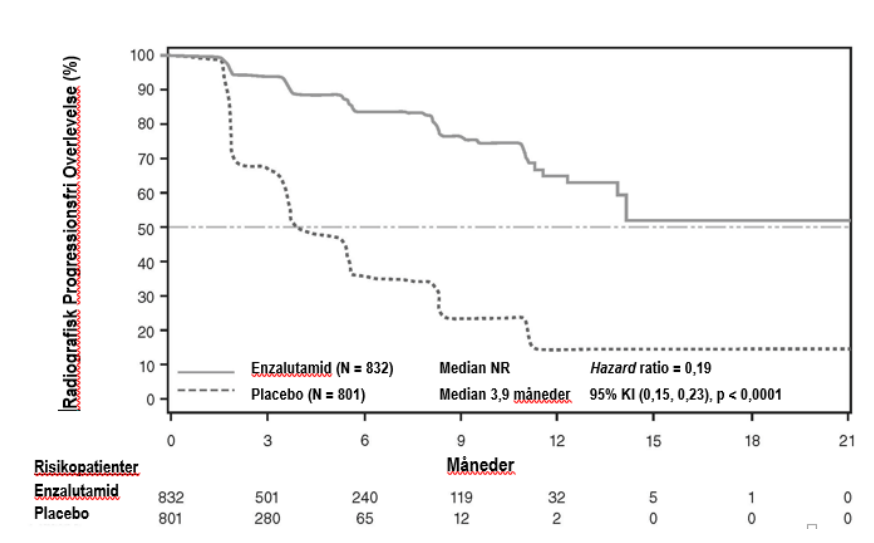 Radiografisk Progressionsfri Overlevelse (%)
100
90
80
70
60
50
40
30
20
10
0
Enzalutamid (N = 832) Median NR Hazard ratio = 0,19
Placebo (N = 801) Median 3,9 måneder 95% KI (0,15, 0,23), p < 0,0001
0 3 6 9 12 15 18 21
Måneder
Risikopatienter
Enzalutamid 832 501 240 119 32 5 1 0
Placebo 801 280 65 12 2 0 0 0